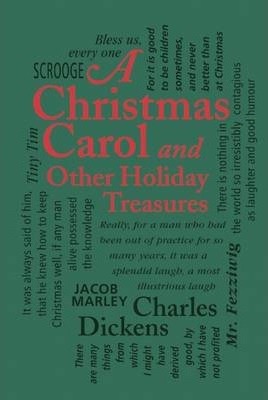 Bless us,
every one
SCROOGE
A
Christmas
Carol and
Other Holiday
Treasures
For it is good
to be children
sometimes,
and never
better than
at Christmas
There is nothing in
the world so irresistibly contagious
as laughter and good humour
Tiny Tim
It was always said of him,
that he knew how to keep
Christmas well, if any man
alive possessed
the knowledge
Really, for a man who had
been out of practice for so
many years, it was a
splendid laugh, a most
illustrious laugh
JACOB
MARLEY
Charles
Dickens
Mr. Fezziwig
There
are many
things
from
which
I might
have
derived
good, by
which I have
not profited